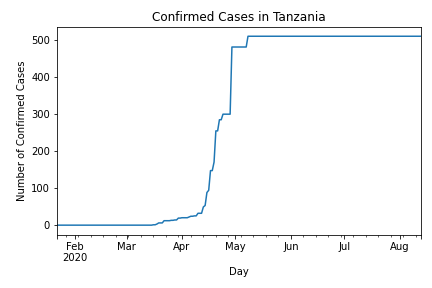 Confirmed Cases in Tanzania
Number of Confirmed Cases
500
400
300
200
100
0
Feb Mar Apr May Jun Jul Aug
2020
Day